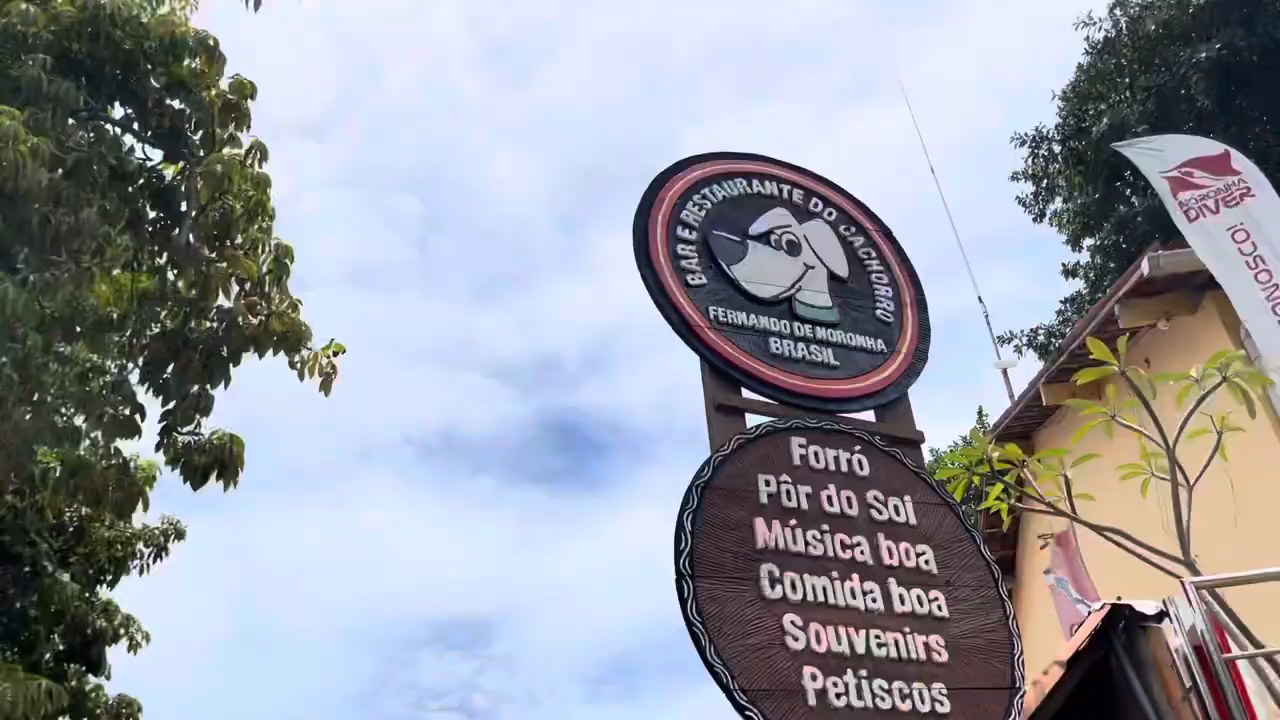 BAR E RESTAURANTE DO CACHORRO
FERNANDO DE NORONHA
BRASIL
Forró
Pôr do Sol
Música boa
Comida boa
Souvenirs
Petiscos
NORONHA
DIVER